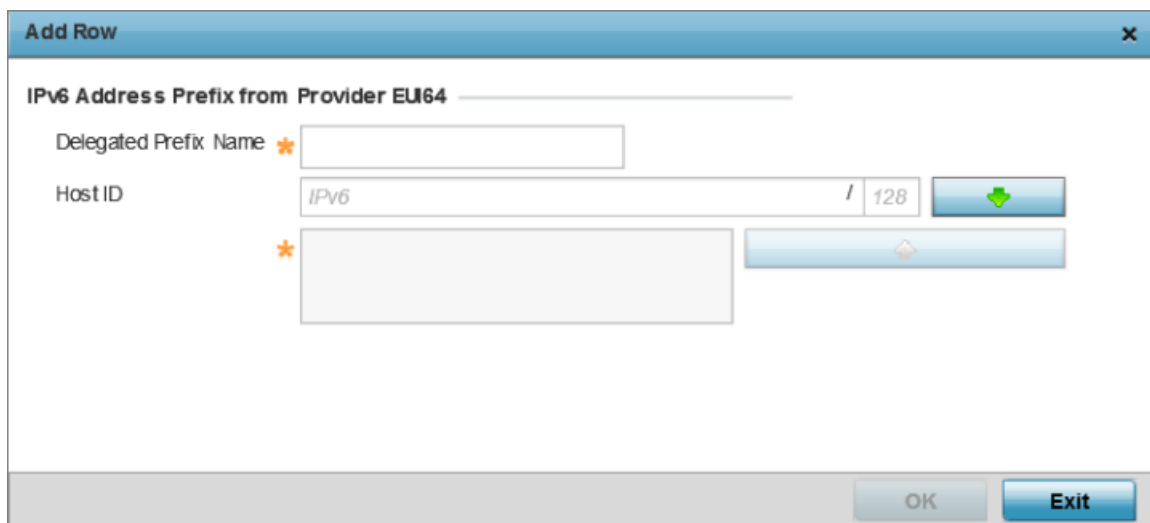 Add Row
IPv6 Address Prefix from Provider EUI64
Delegated Prefix Name *
Host ID IPv6 / 128
*
OK Exit